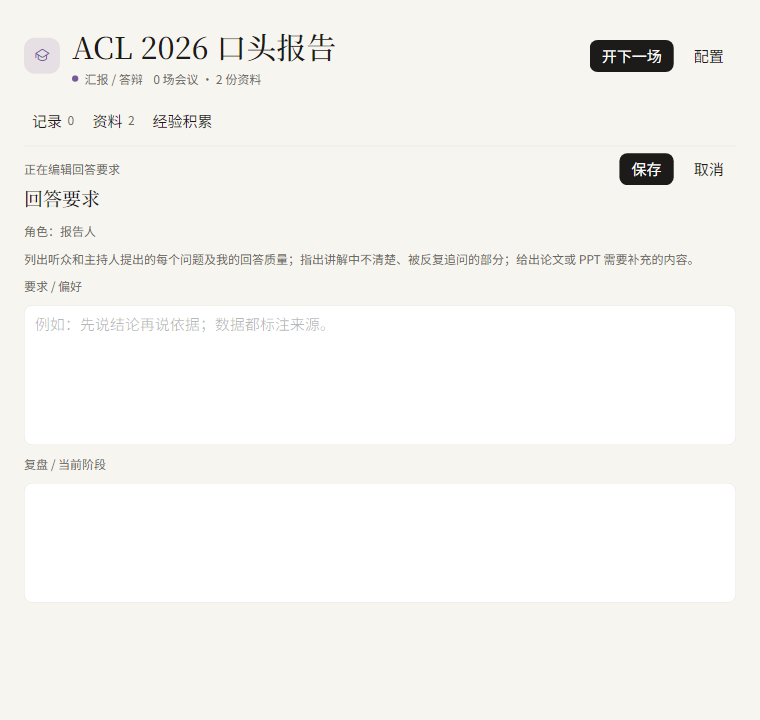 ACL 2026 口头报告
汇报 / 答辩 0 场会议 · 2 份资料
开下一场 配置
记录 0 资料 2 经验积累
正在编辑回答要求
保存 取消
回答要求
角色：报告人
列出听众和主持人提出的每个问题及我的回答质量；指出讲解中不清楚、被反复追问的部分；给出论文或 PPT 需要补充的内容。
要求 / 偏好
例如：先说结论再说依据；数据都标注来源。
复盘 / 当前阶段